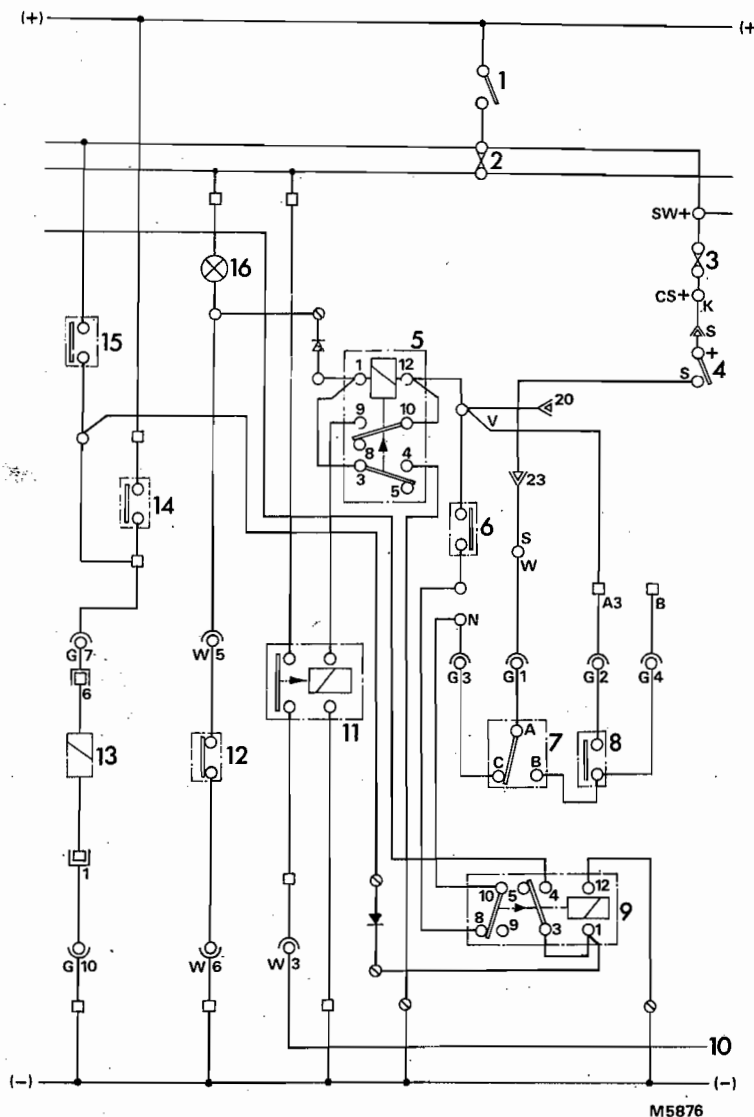 (+) (+
1
2
SW+
16 3
CS+ K
15 5 S
+
1 12 4
S
9 10 20
V
8
3 4
23
5
14 6
S
W
A3 B
N
G 7 W 5 G 3 G 1 G 2 G 4
6
A
13 12 11 7 8
C B
1
10 5 4 12
9
8 9 3 1
G 10 W 6 W 3
10
(-) (-)
M5876